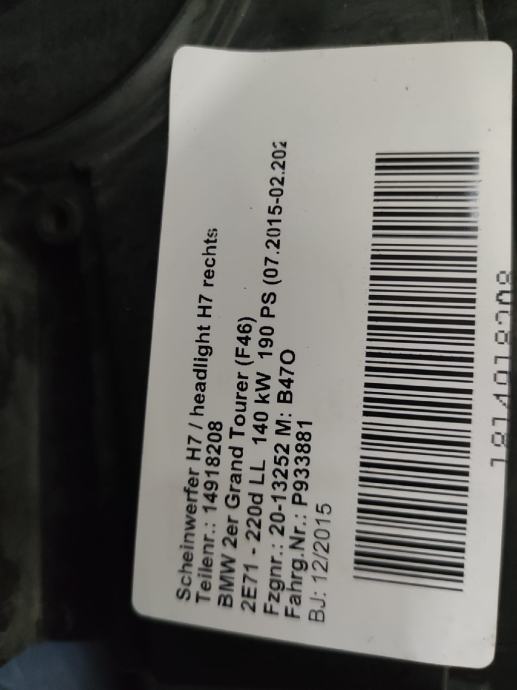 Scheinwerfer H7 / headlight H7 rechts
Teilenr.: 14918208
BMW 2er Grand Tourer (F46)
2E71 - 220d LL 140 kW 190 PS (07.2015-02.202
Fzgnr.: 20-13252 M: B47O
Fahrg.Nr.: P933881
BJ: 12/2015